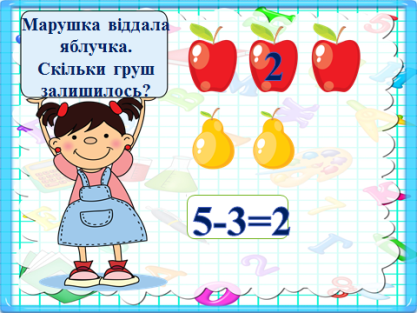 Марушка віддала
яблучка.
Скільки груш
залишилось?
2
5-3=2